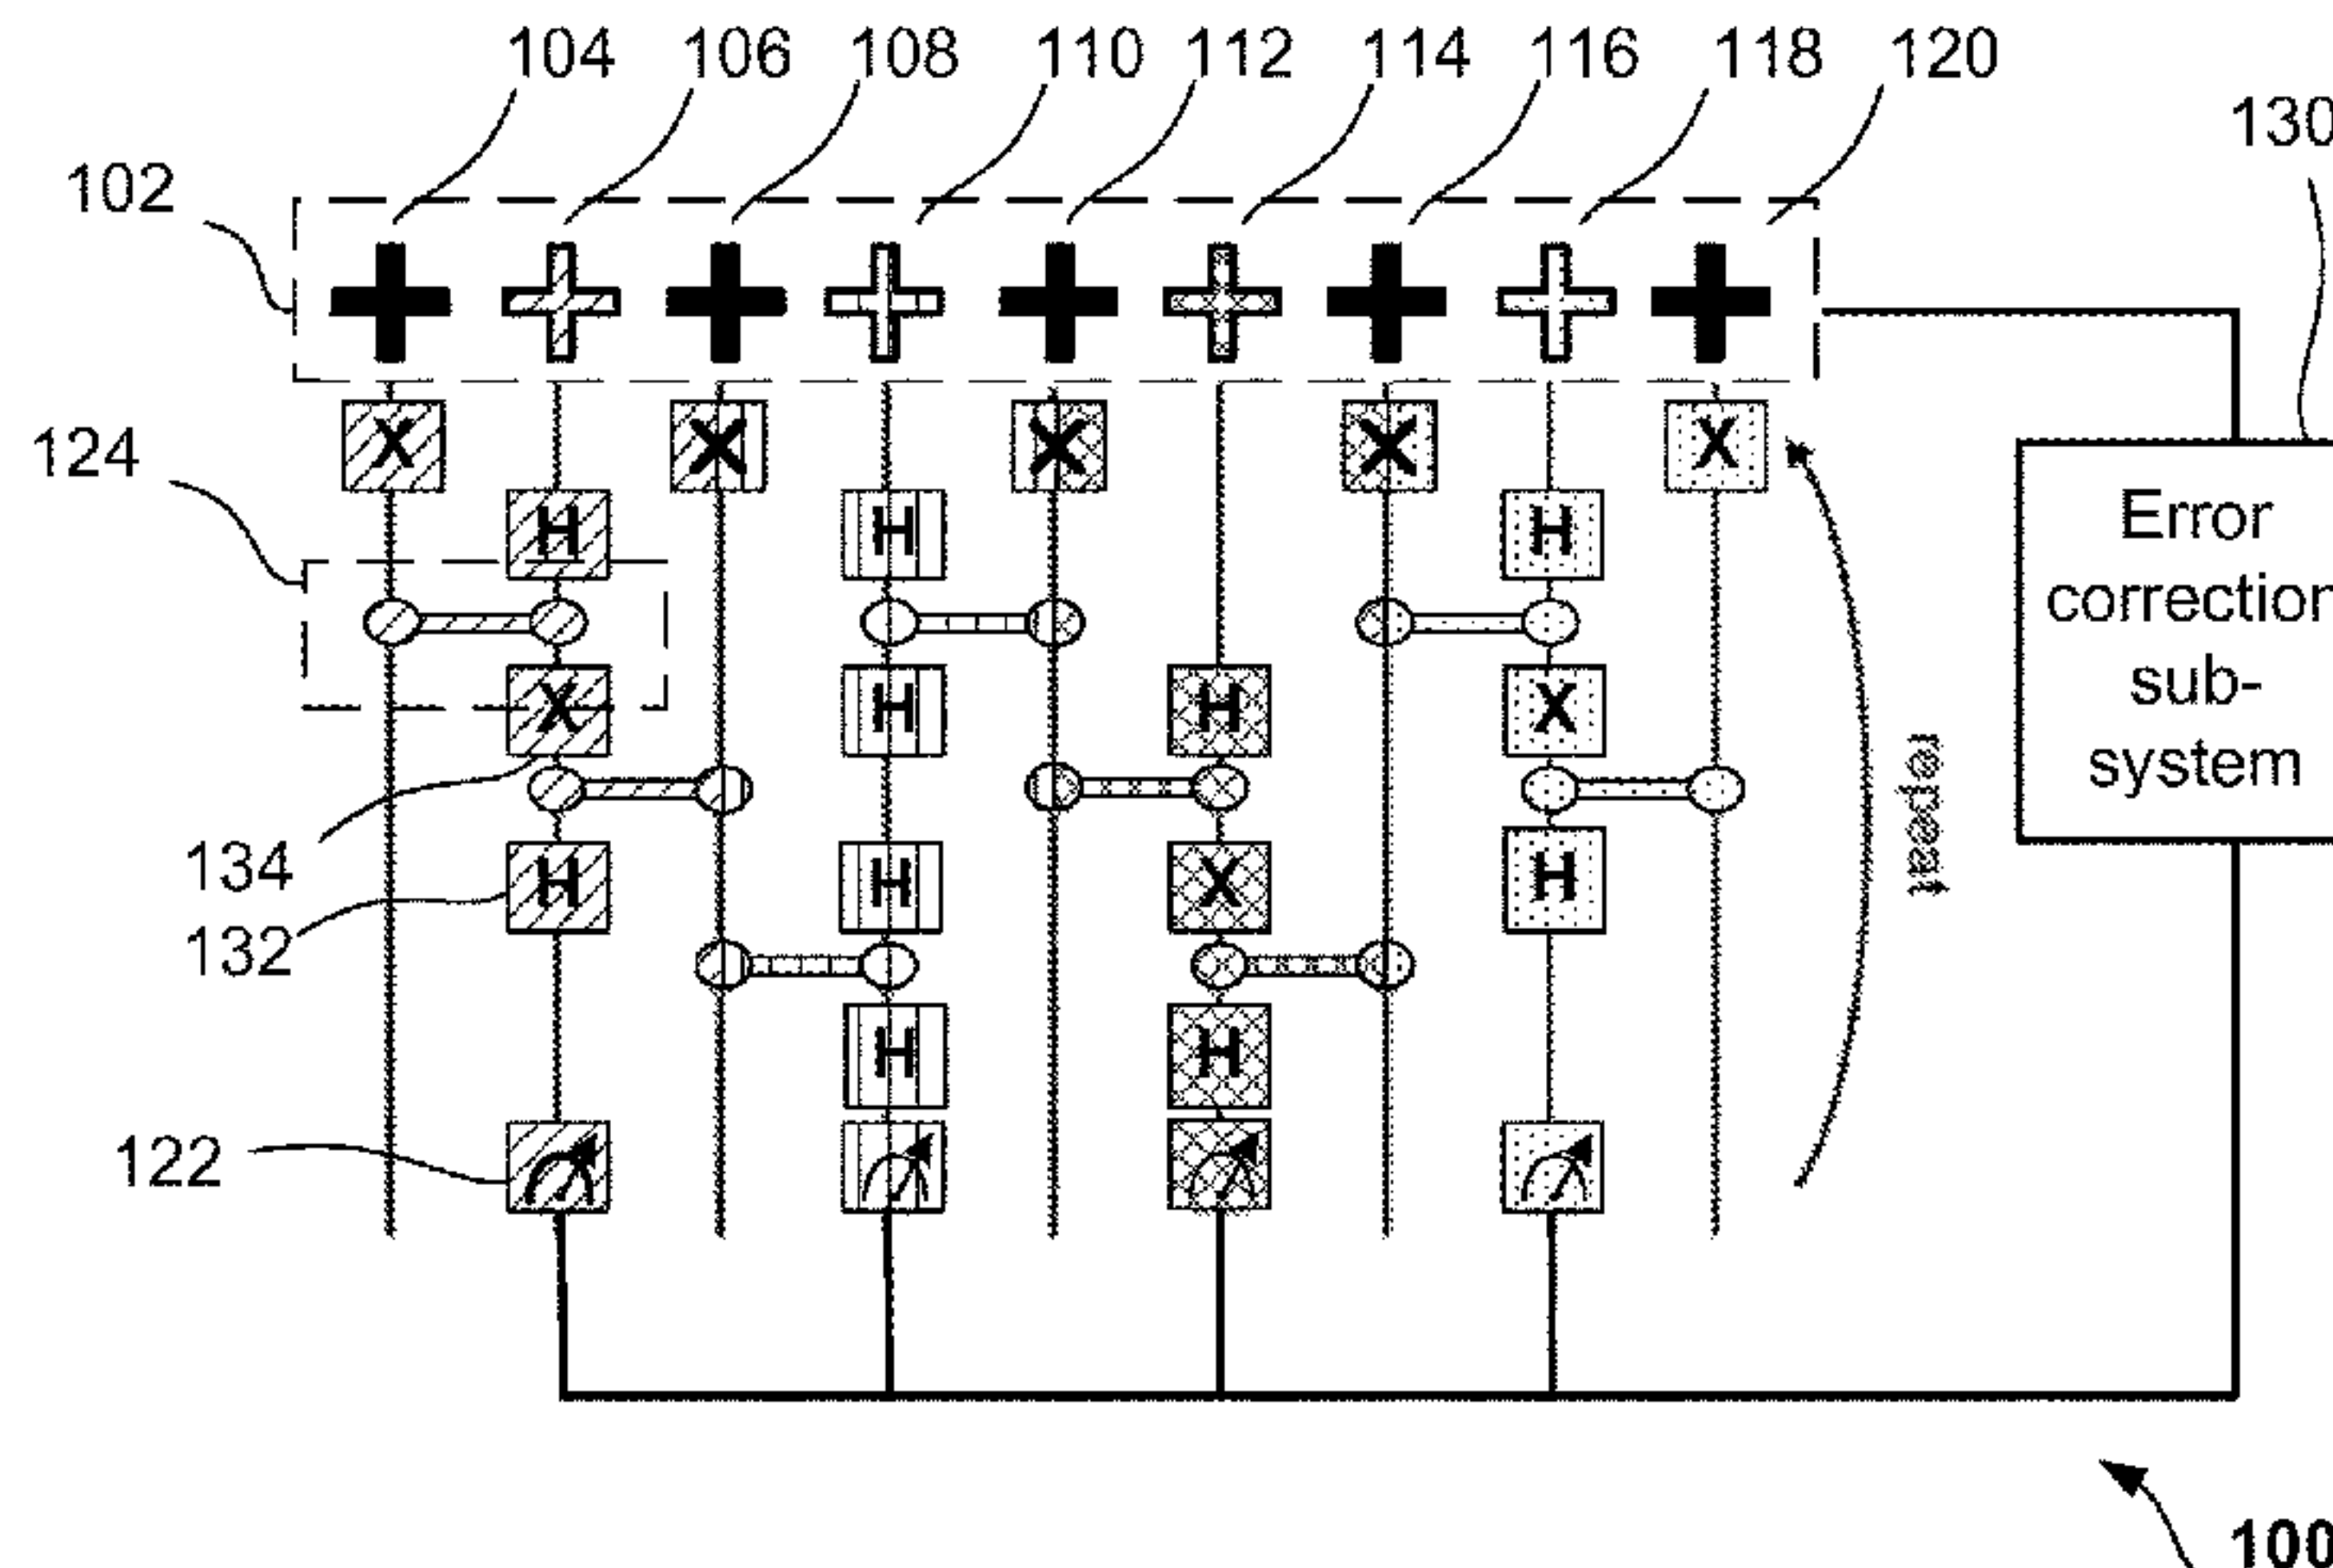 104 106 108 110 112 114 116 118 120
130
102
X X X X X
124
H H H H
Error
correction
sub-
system
X H H X
repeat
134
H H X H
132
H H
122
100